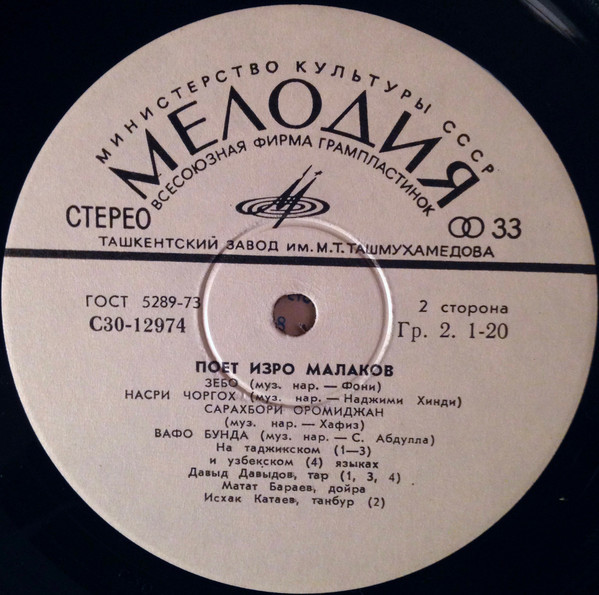 МИНИСТЕРСТВО КУЛЬТУРЫ СССР
МЕЛОДИЯ
ВСЕСОЮЗНАЯ ФИРМА ГРАМПЛАСТИНОК
СТЕРЕО
33
ТАШКЕНТСКИЙ ЗАВОД ИМ. М.Т. ТАШМУХАМЕДОВА
ГОСТ 5289-73
2 сторона
С30-12974
Гр. 2. 1-20
ПОЕТ ИЗРО МАЛАКОВ
ЗЕБО (муз. нар. — Фони)
НАСРИ ЧОРГОХ (муз. нар. — Наджими Хинди)
САРАХБОРИ ОРОМИДЖАН
(муз. нар. — Хафиз)
ВАФО БУНДА (муз. нар. — С. Абдулла)
На таджикском (1—3)
и узбекском (4) языках
Давыд Давыдов, тар (1, 3, 4)
Матат Бараев, дойра
Исхак Катаев, танбур (2)